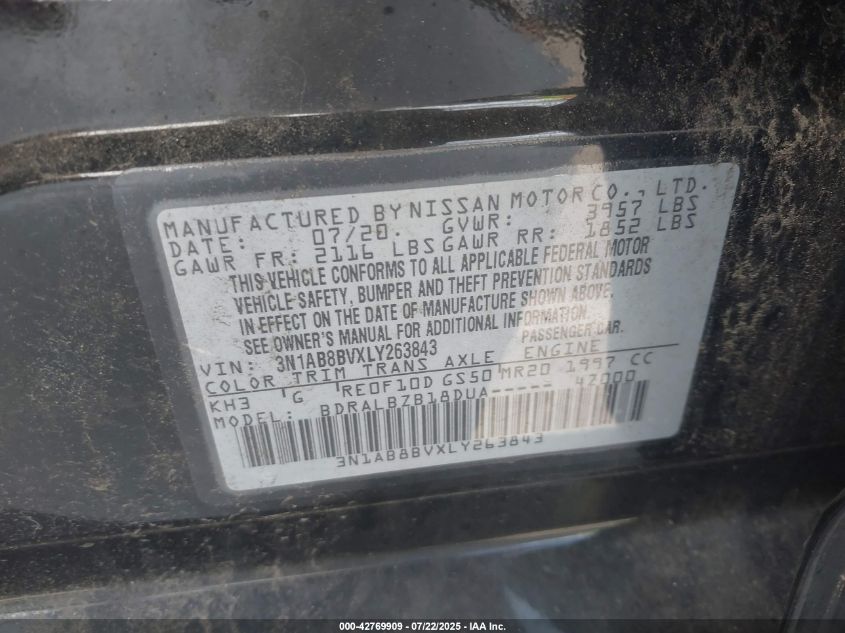 MANUFACTURED BY NISSAN MOTOR CO., LTD.
DATE: 07/20. GVWR: 3957 LBS
GAWR FR: 2116 LBS GAWR RR: 1852 LBS
THIS VEHICLE CONFORMS TO ALL APPLICABLE FEDERAL MOTOR
VEHICLE SAFETY, BUMPER AND THEFT PREVENTION STANDARDS
IN EFFECT ON THE DATE OF MANUFACTURE SHOWN ABOVE.
SEE OWNER'S MANUAL FOR ADDITIONAL INFORMATION.
VIN: 3N1AB8BVXLY263843 PASSENGER CAR.
COLOR TRIM TRANS AXLE ENGINE
KH3 G RE0F10D GS50 MR20 1997 CC
MODEL: BDRALBZB18DUA----- 47000
3N1AB8BVXLY263843
000-42769909 - 07/22/2025 - IAA Inc.